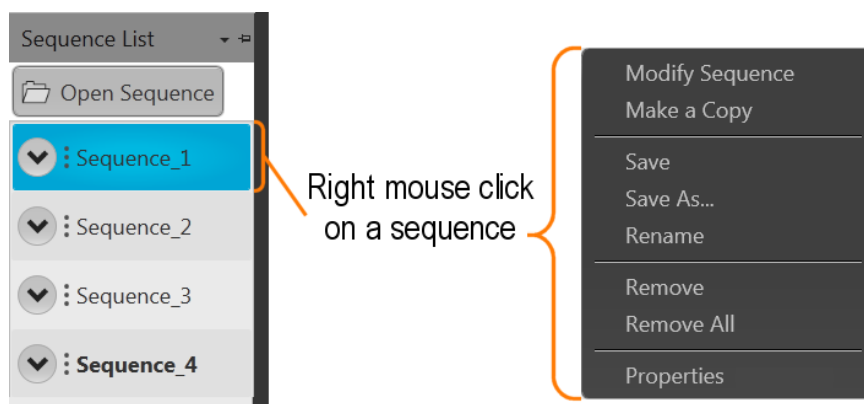 Sequence List
Open Sequence
Sequence_1
Sequence_2
Sequence_3
Sequence_4
Right mouse click
on a sequence
Modify Sequence
Make a Copy
Save
Save As...
Rename
Remove
Remove All
Properties